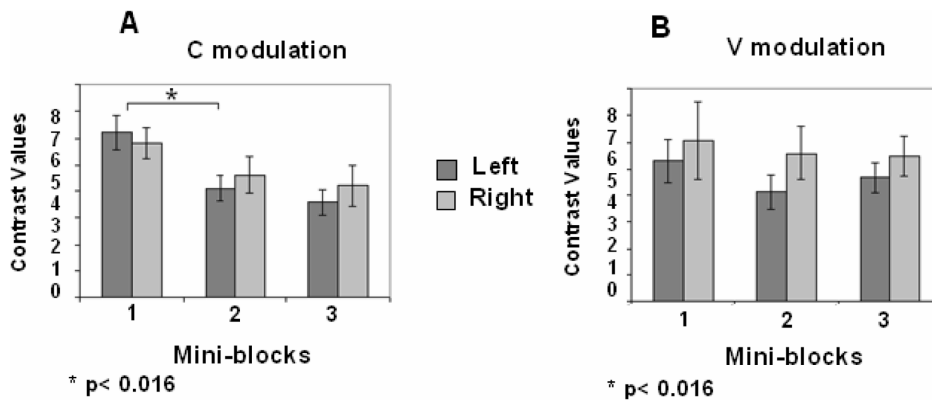 A
C modulation
Contrast Values
8
7
6
5
4
3
2
1
0
*
1 2 3
Mini-blocks
* p< 0.016
Left
Right
B
V modulation
Contrast Values
8
7
6
5
4
3
2
1
0
1 2 3
Mini-blocks
* p< 0.016